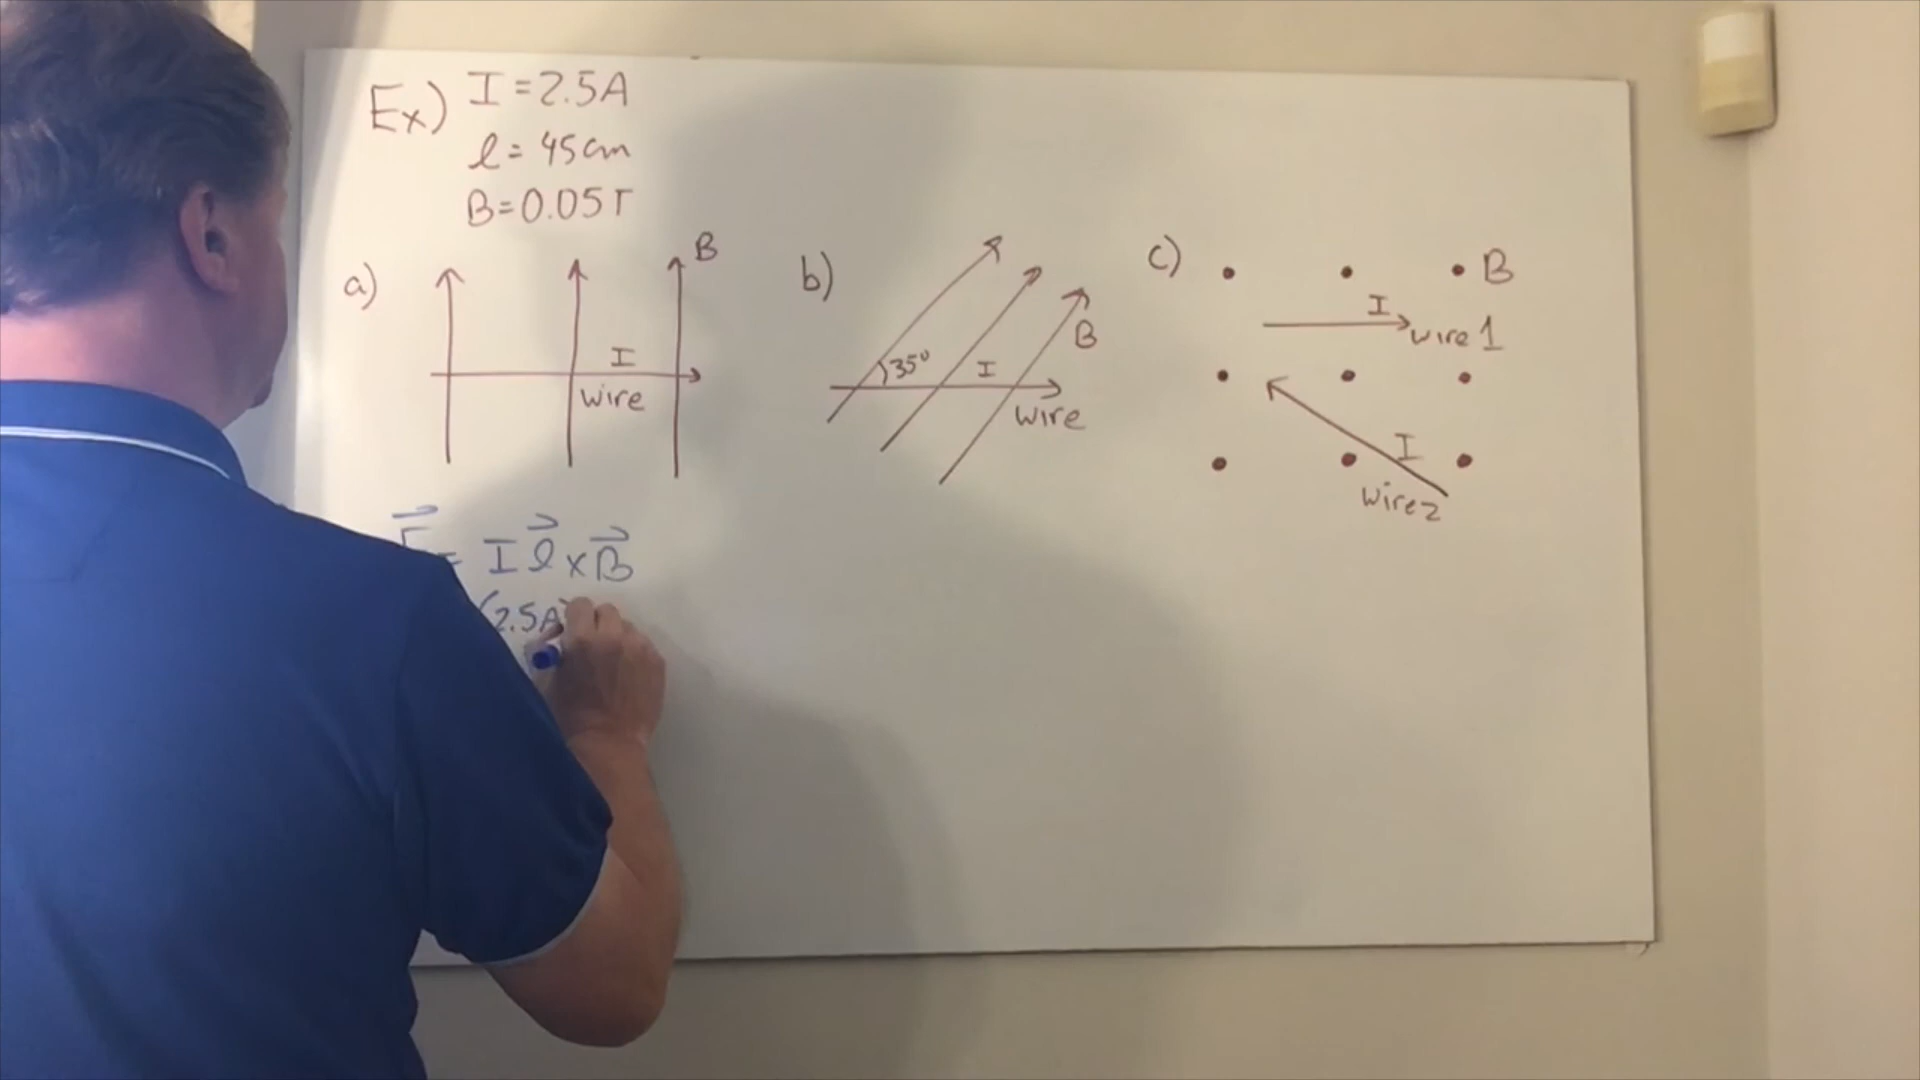 Ex) I = 2.5A
l = 45cm
B = 0.05T
a)
B
I
wire
b)
35°
I
B
wire
c)
B
I
wire 1
I
wire 2
= I l⃗ × B⃗
(2.5A)